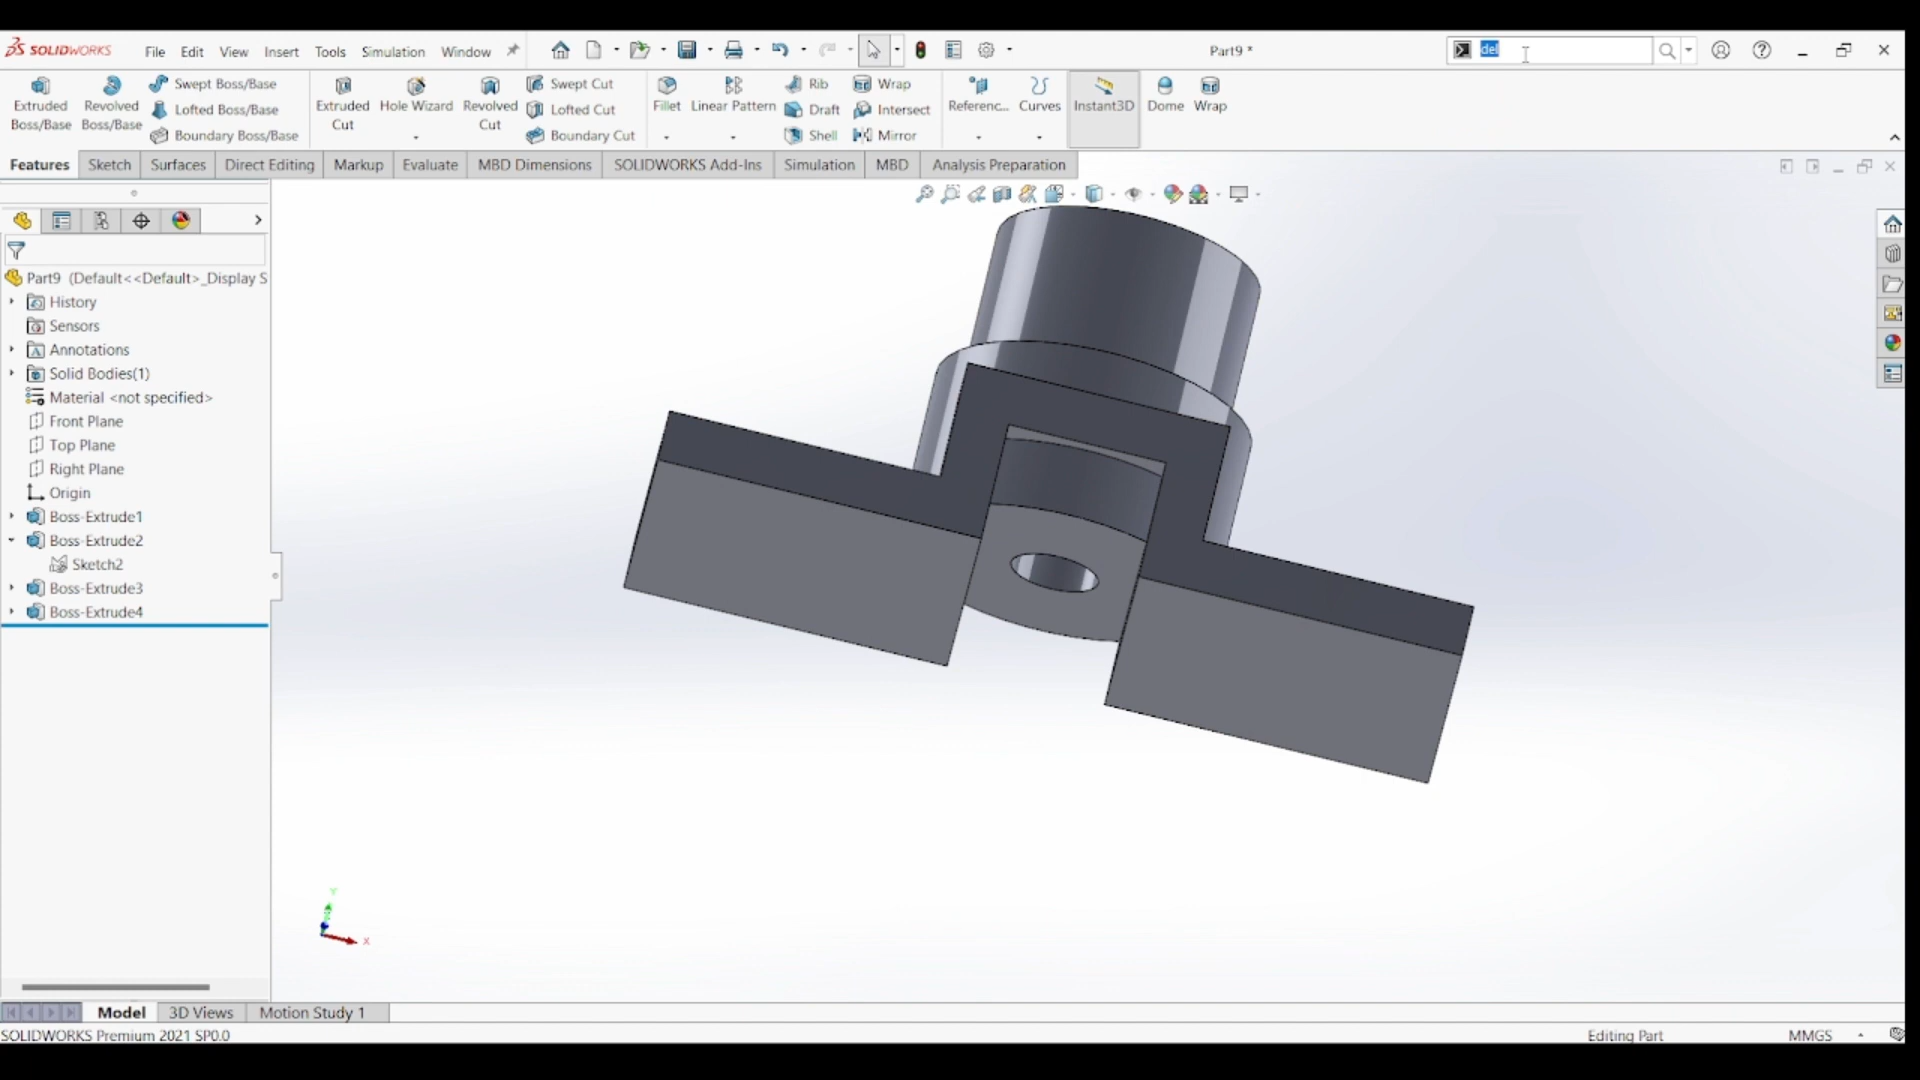 SOLIDWORKS File Edit View Insert Tools Simulation Window Part9 * del
Extruded Boss/Base
Revolved Boss/Base
Swept Boss/Base
Lofted Boss/Base
Boundary Boss/Base
Extruded Cut
Hole Wizard
Revolved Cut
Swept Cut
Lofted Cut
Boundary Cut
Fillet
Linear Pattern
Rib
Draft
Shell
Wrap
Intersect
Mirror
Referenc...
Curves
Instant3D
Dome
Wrap
Features Sketch Surfaces Direct Editing Markup Evaluate MBD Dimensions SOLIDWORKS Add-Ins Simulation MBD Analysis Preparation
Part9 (Default<<Default>_Display S
History
Sensors
Annotations
Solid Bodies(1)
Material <not specified>
Front Plane
Top Plane
Right Plane
Origin
Boss-Extrude1
Boss-Extrude2
Sketch2
Boss-Extrude3
Boss-Extrude4
Y
X
Model 3D Views Motion Study 1
SOLIDWORKS Premium 2021 SP0.0 Editing Part MMGS